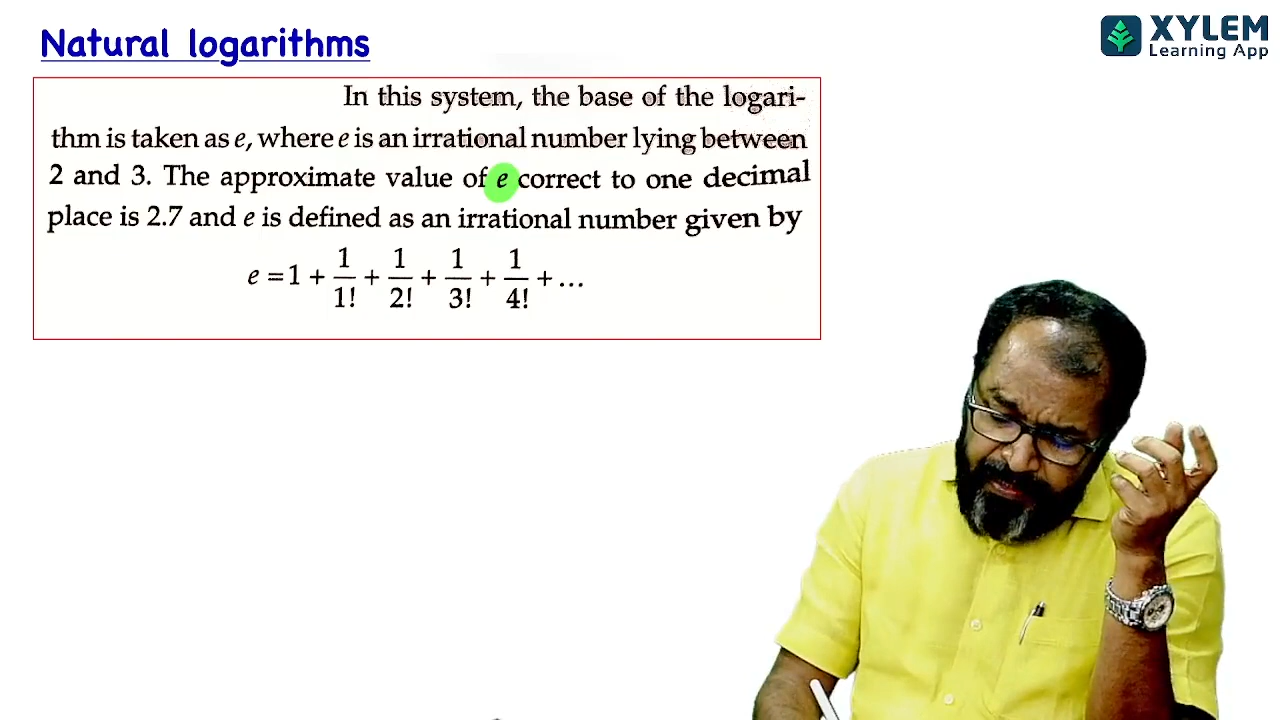 Natural logarithms
XYLEM
Learning App
In this system, the base of the logari-
thm is taken as e, where e is an irrational number lying between
2 and 3. The approximate value of e correct to one decimal
place is 2.7 and e is defined as an irrational number given by
e = 1 + 1/1! + 1/2! + 1/3! + 1/4! + ...